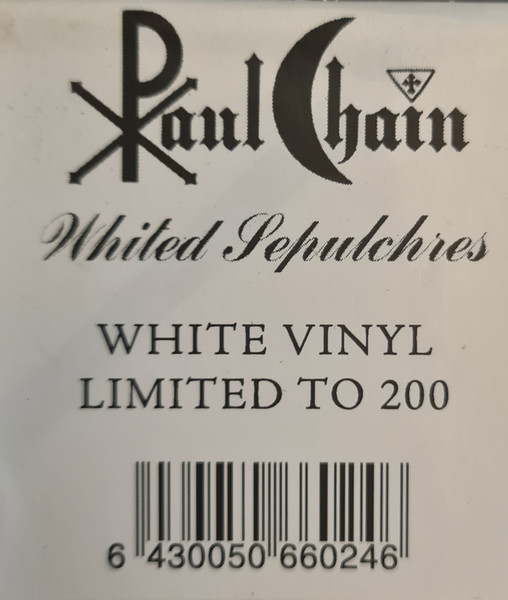 Paul Chain
Whited Sepulchres
WHITE VINYL
LIMITED TO 200
6 430050 660246